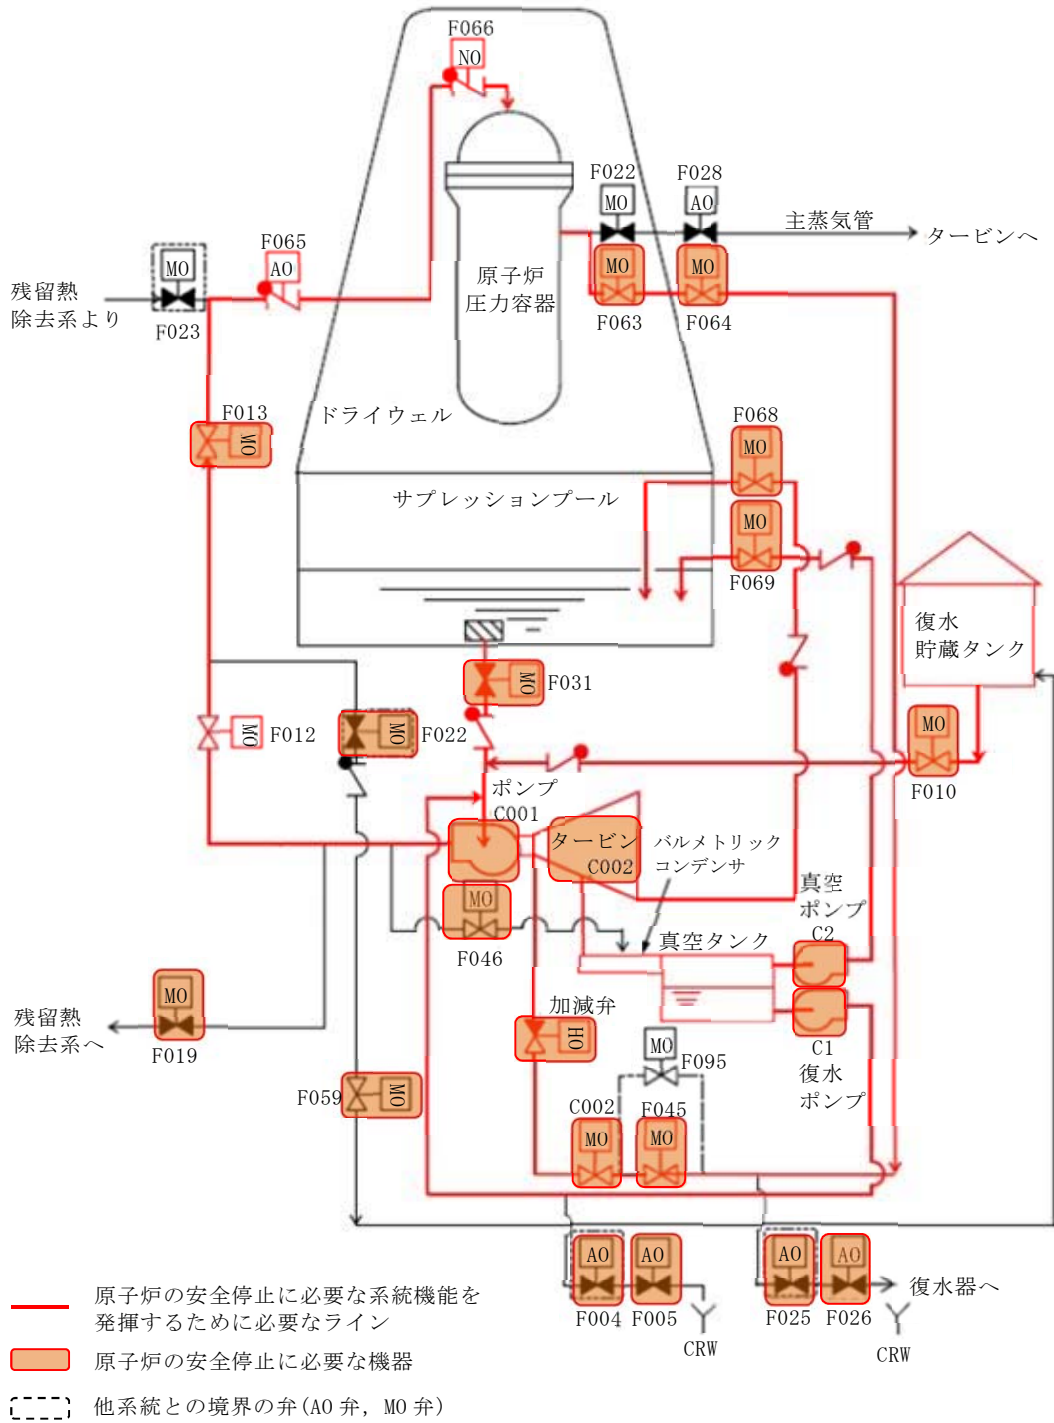 F066
NO
F022
F028
MO
AO
主蒸気管
タービンへ
F065
AO
MO
残留熱
除去系より
F023
原子炉
圧力容器
MO
MO
F063
F064
F013
MO
ドライウェル
F068
MO
サプレッションプール
MO
F069
復水
貯蔵タンク
MO
F031
MO
F012
MO
F022
MO
F010
ポンプ
C001
タービン
C002
バルメトリック
コンデンサ
真空
ポンプ
C2
MO
F046
真空タンク
MO
残留熱
除去系へ
F019
加減弁
HO
C1
復水
ポンプ
MO
F095
F059
MO
C002
F045
MO
MO
AO
AO
AO
AO
復水器へ
F004
F005
F025
F026
CRW
CRW
原子炉の安全停止に必要な系統機能を
発揮するために必要なライン
原子炉の安全停止に必要な機器
他系統との境界の弁(AO 弁, MO 弁)